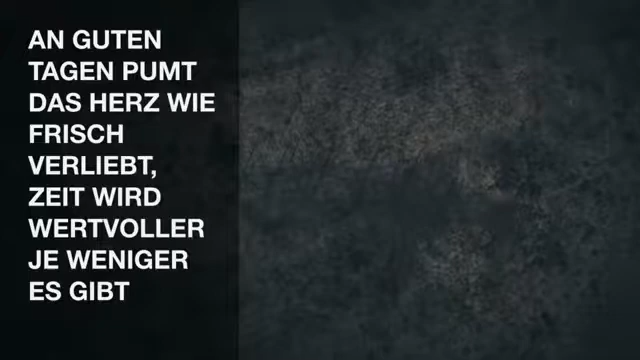 AN GUTEN
TAGEN PUMT
DAS HERZ WIE
FRISCH
VERLIEBT,
ZEIT WIRD
WERTVOLLER
JE WENIGER
ES GIBT